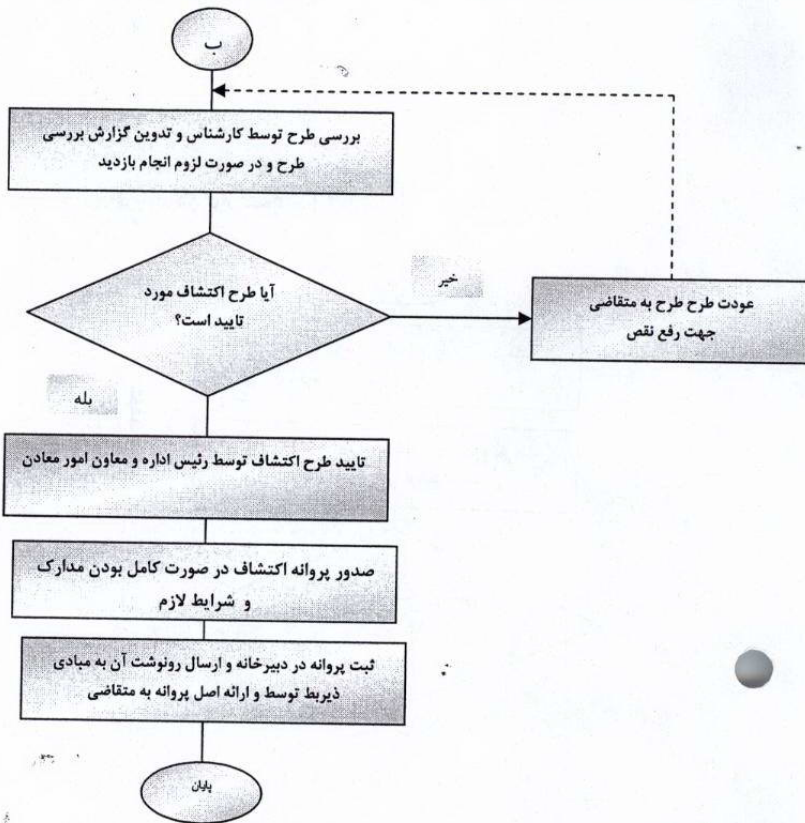 ب
بررسی طرح توسط کارشناس و تدوین گزارش بررسی
طرح و در صورت لزوم انجام بازدید
آیا طرح اکتشاف مورد
تایید است؟
خیر
عودت طرح طرح به متقاضی
جهت رفع نقص
بله
تایید طرح اکتشاف توسط رئیس اداره و معاون امور معادن
صدور پروانه اکتشاف در صورت کامل بودن مدارک
و شرایط لازم
ثبت پروانه در دبیرخانه و ارسال رونوشت آن به مبادی
ذیربط توسط و ارائه اصل پروانه به متقاضی
پایان